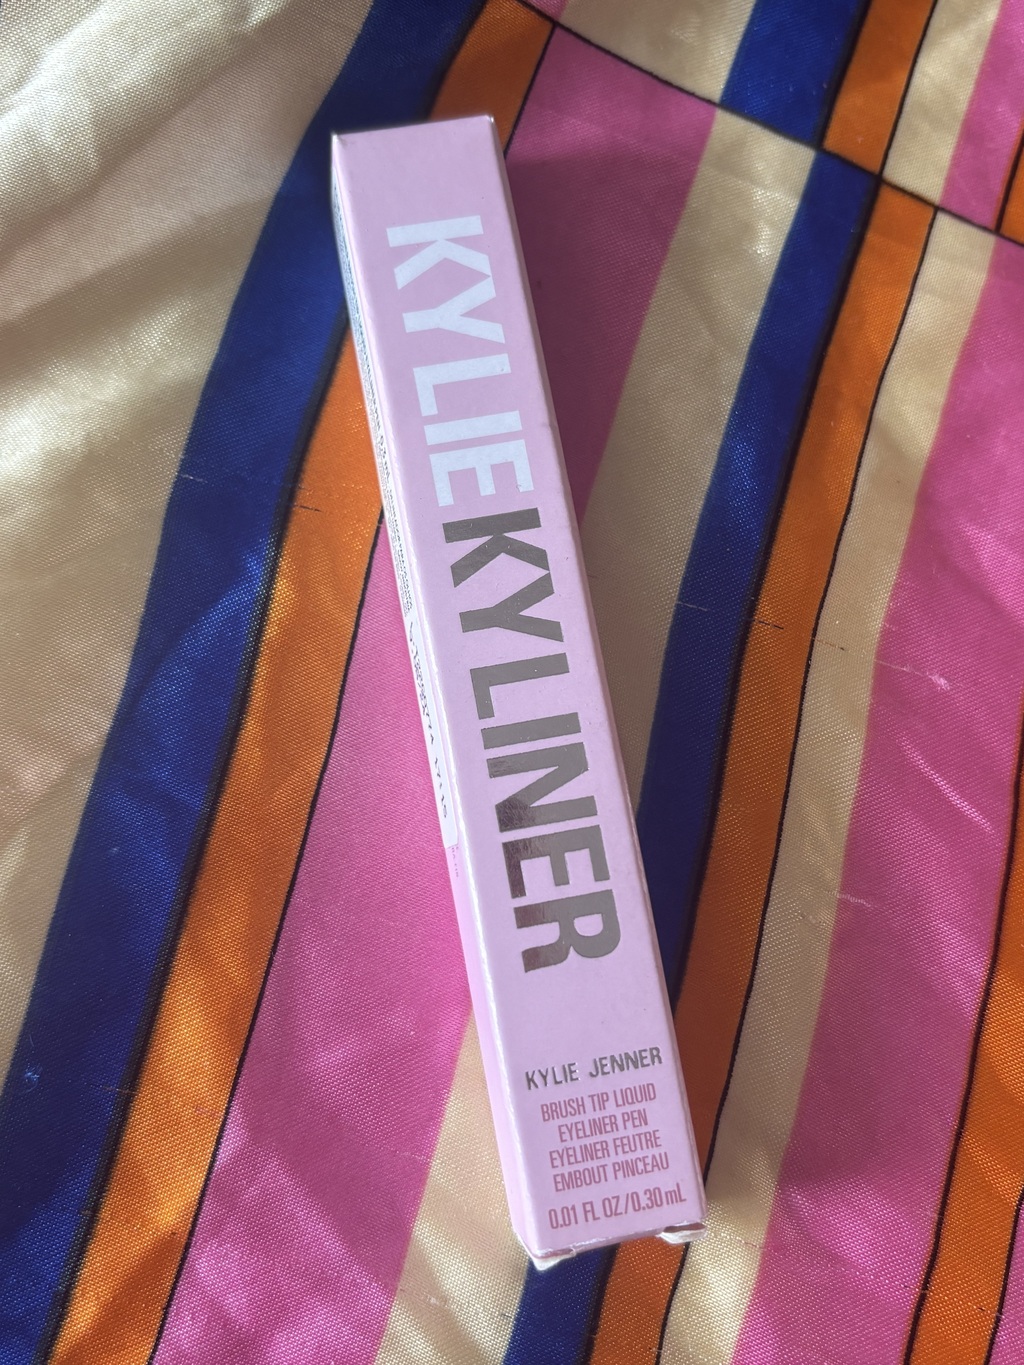 KYLIE KYLINER
KYLIE JENNER
BRUSH TIP LIQUID
EYELINER PEN
EYELINER FEUTRE
EMBOUT PINCEAU
0.01 FL OZ/0.30 mL